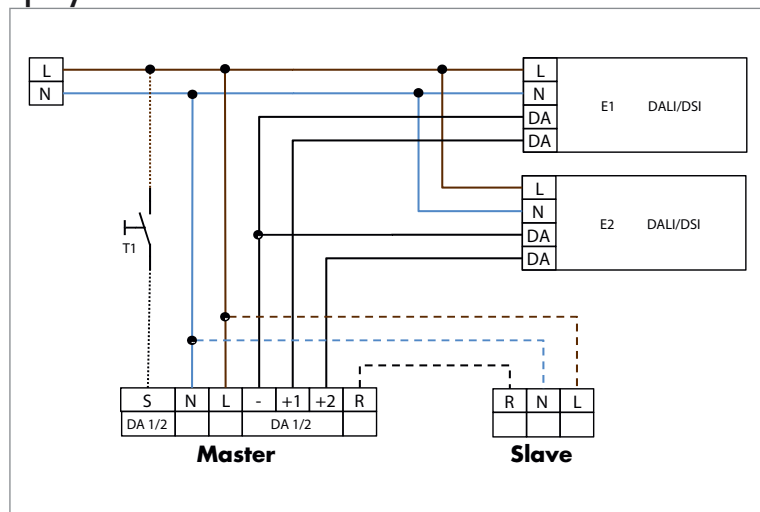 L
N
L
N
DA
DA
E1 DALI/DSI
L
N
DA
DA
E2 DALI/DSI
T1
S N L - +1 +2 R
DA 1/2 DA 1/2
Master
R N L
Slave